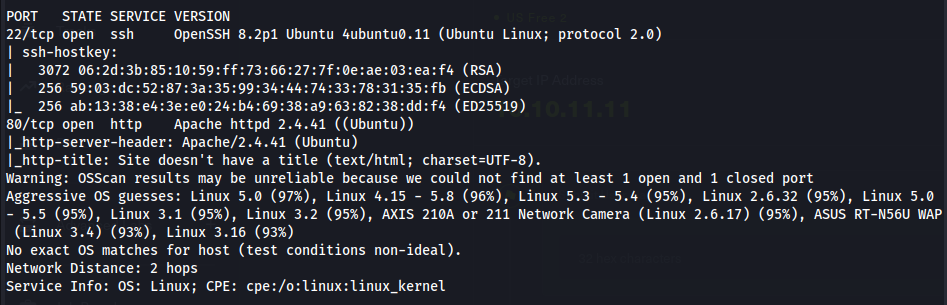 PORT   STATE SERVICE VERSION
22/tcp open  ssh     OpenSSH 8.2p1 Ubuntu 4ubuntu0.11 (Ubuntu Linux; protocol 2.0)
| ssh-hostkey:
|   3072 06:2d:3b:85:10:59:ff:73:66:27:7f:0e:ae:03:ea:f4 (RSA)
|   256 59:03:dc:52:87:3a:35:99:34:44:74:33:78:31:35:fb (ECDSA)
|_  256 ab:13:38:e4:3e:e0:24:b4:69:38:a9:63:82:38:dd:f4 (ED25519)
80/tcp open  http    Apache httpd 2.4.41 ((Ubuntu))
|_http-server-header: Apache/2.4.41 (Ubuntu)
|_http-title: Site doesn't have a title (text/html; charset=UTF-8).
Warning: OSScan results may be unreliable because we could not find at least 1 open and 1 closed port
Aggressive OS guesses: Linux 5.0 (97%), Linux 4.15 - 5.8 (96%), Linux 5.3 - 5.4 (95%), Linux 2.6.32 (95%), Linux 5.0
- 5.5 (95%), Linux 3.1 (95%), Linux 3.2 (95%), AXIS 210A or 211 Network Camera (Linux 2.6.17) (95%), ASUS RT-N56U WAP
(Linux 3.4) (93%), Linux 3.16 (93%)
No exact OS matches for host (test conditions non-ideal).
Network Distance: 2 hops
Service Info: OS: Linux; CPE: cpe:/o:linux:linux_kernel